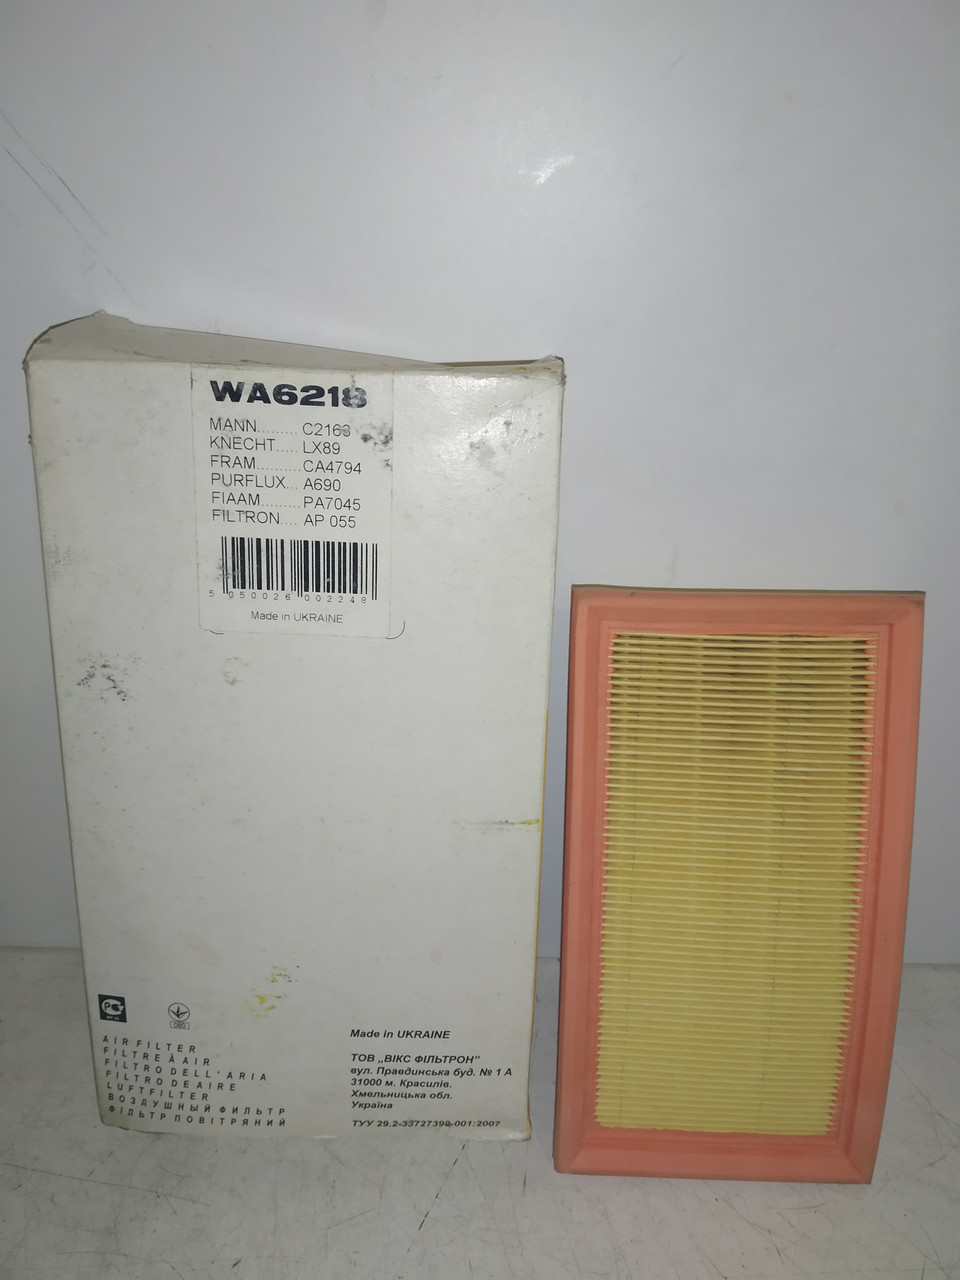 WA6218
MANN......... C2163
KNECHT..... LX89
FRAM.......... CA4794
PURFLUX... A690
FIAAM......... PA7045
FILTRON.... AP 055
5 050026 002248
Made in UKRAINE
AIR FILTER
FILTRE À AIR
FILTRO DELL'ARIA
FILTRO DE AIRE
LUFTFILTER
ВОЗДУШНЫЙ ФИЛЬТР
ФІЛЬТР ПОВІТРЯНИЙ
Made in UKRAINE
ТОВ „ВІКС ФІЛЬТРОН"
вул. Правдинська буд. № 1 А
31000 м. Красилів.
Хмельницька обл.
Україна
ТУУ 29.2-33727399-001:2007